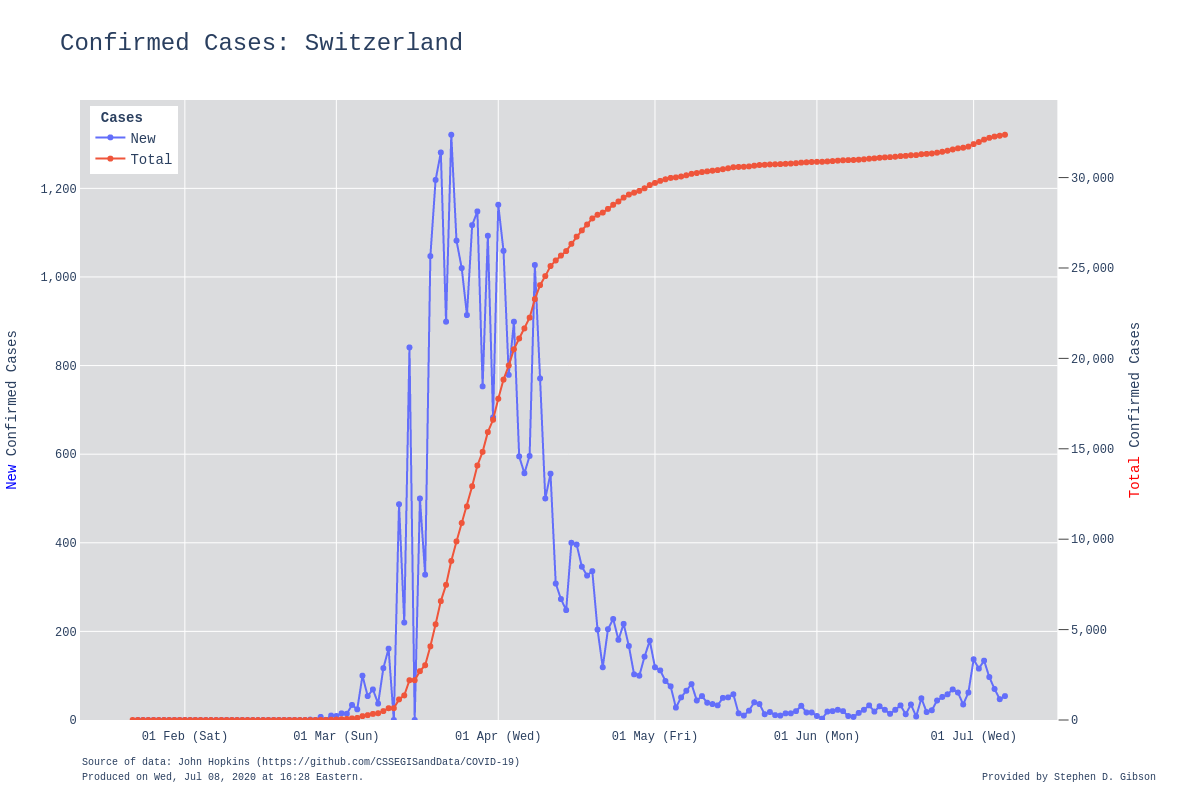 Confirmed Cases: Switzerland
Cases
New
Total
1,200
1,000
800
600
400
200
0
New Confirmed Cases
30,000
25,000
20,000
15,000
10,000
5,000
0
Total Confirmed Cases
01 Feb (Sat)
01 Mar (Sun)
01 Apr (Wed)
01 May (Fri)
01 Jun (Mon)
01 Jul (Wed)
Source of data: John Hopkins (https://github.com/CSSEGISandData/COVID-19)
Produced on Wed, Jul 08, 2020 at 16:28 Eastern.
Provided by Stephen D. Gibson